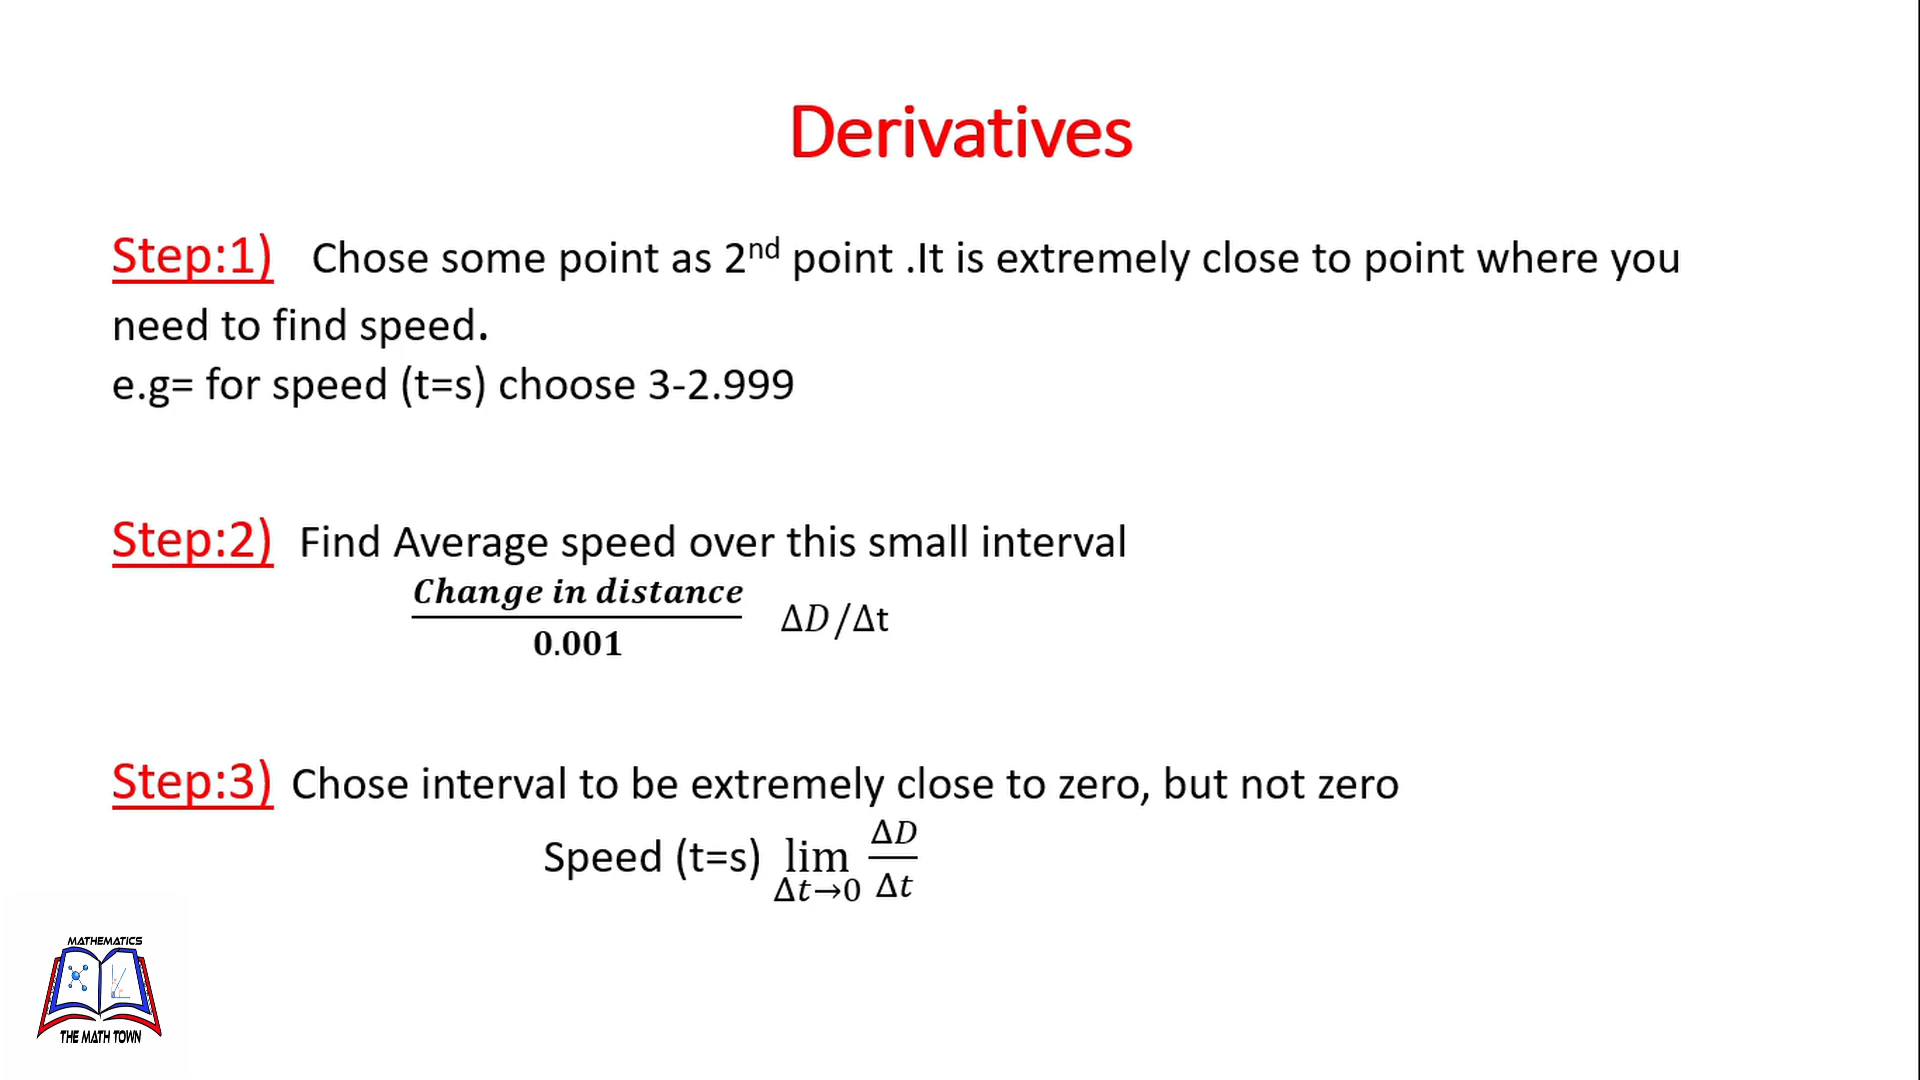 Derivatives
Step:1) Chose some point as 2nd point .It is extremely close to point where you
need to find speed.
e.g= for speed (t=s) choose 3-2.999
Step:2) Find Average speed over this small interval
Change in distance
0.001
ΔD/Δt
Step:3) Chose interval to be extremely close to zero, but not zero
Speed (t=s) lim Δt→0 ΔD/Δt
MATHEMATICS
THE MATH TOWN